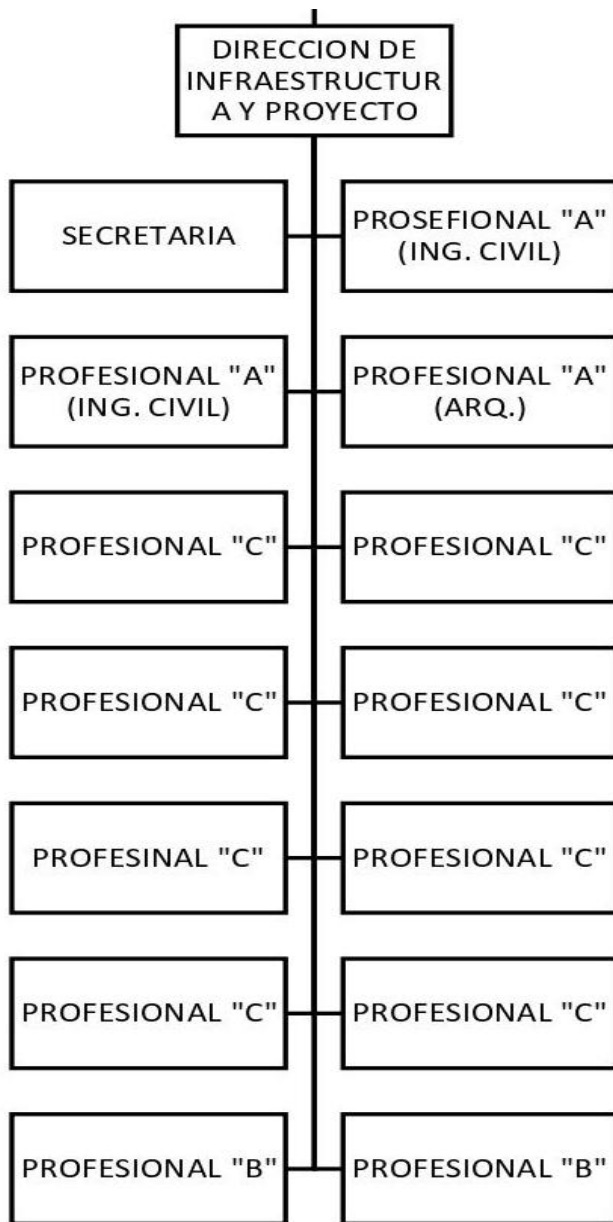 DIRECCION DE
INFRAESTRUCTUR
A Y PROYECTO
SECRETARIA
PROSEFIONAL "A"
(ING. CIVIL)
PROFESIONAL "A"
(ING. CIVIL)
PROFESIONAL "A"
(ARQ.)
PROFESIONAL "C"
PROFESIONAL "C"
PROFESIONAL "C"
PROFESIONAL "C"
PROFESINAL "C"
PROFESIONAL "C"
PROFESIONAL "C"
PROFESIONAL "C"
PROFESIONAL "B"
PROFESIONAL "B"